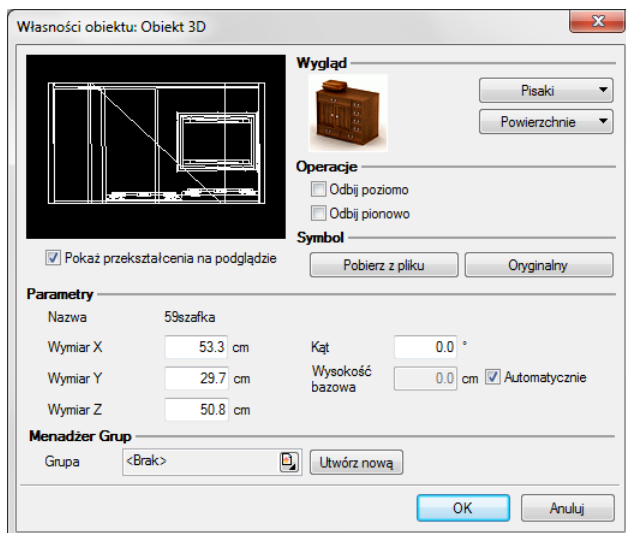 Własności obiektu: Obiekt 3D
Wygląd
Pisaki
Powierzchnie
Operacje
Odbij poziomo
Odbij pionowo
Pokaż przekształcenia na podglądzie
Symbol
Pobierz z pliku
Oryginalny
Parametry
Nazwa 59szafka
Wymiar X 53.3 cm
Kąt 0.0 °
Wymiar Y 29.7 cm
Wysokość
bazowa 0.0 cm Automatycznie
Wymiar Z 50.8 cm
Menadżer Grup
Grupa <Brak> Utwórz nową
OK Anuluj